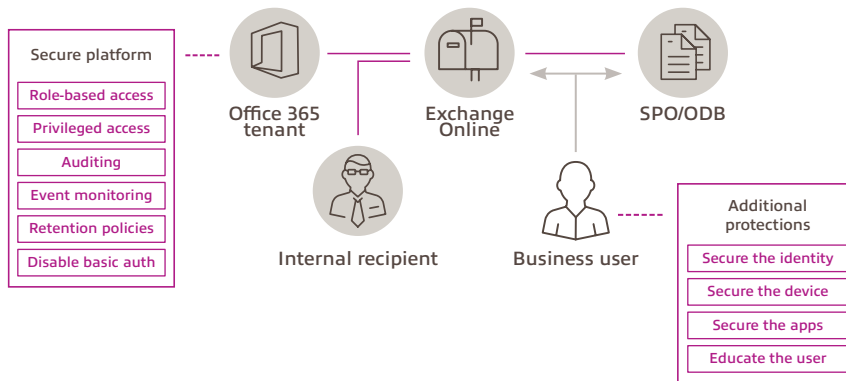 Secure platform
Role-based access
Privileged access
Auditing
Event monitoring
Retention policies
Disable basic auth
Office 365
tenant
Exchange
Online
SPO/ODB
Internal recipient
Business user
Additional
protections
Secure the identity
Secure the device
Secure the apps
Educate the user